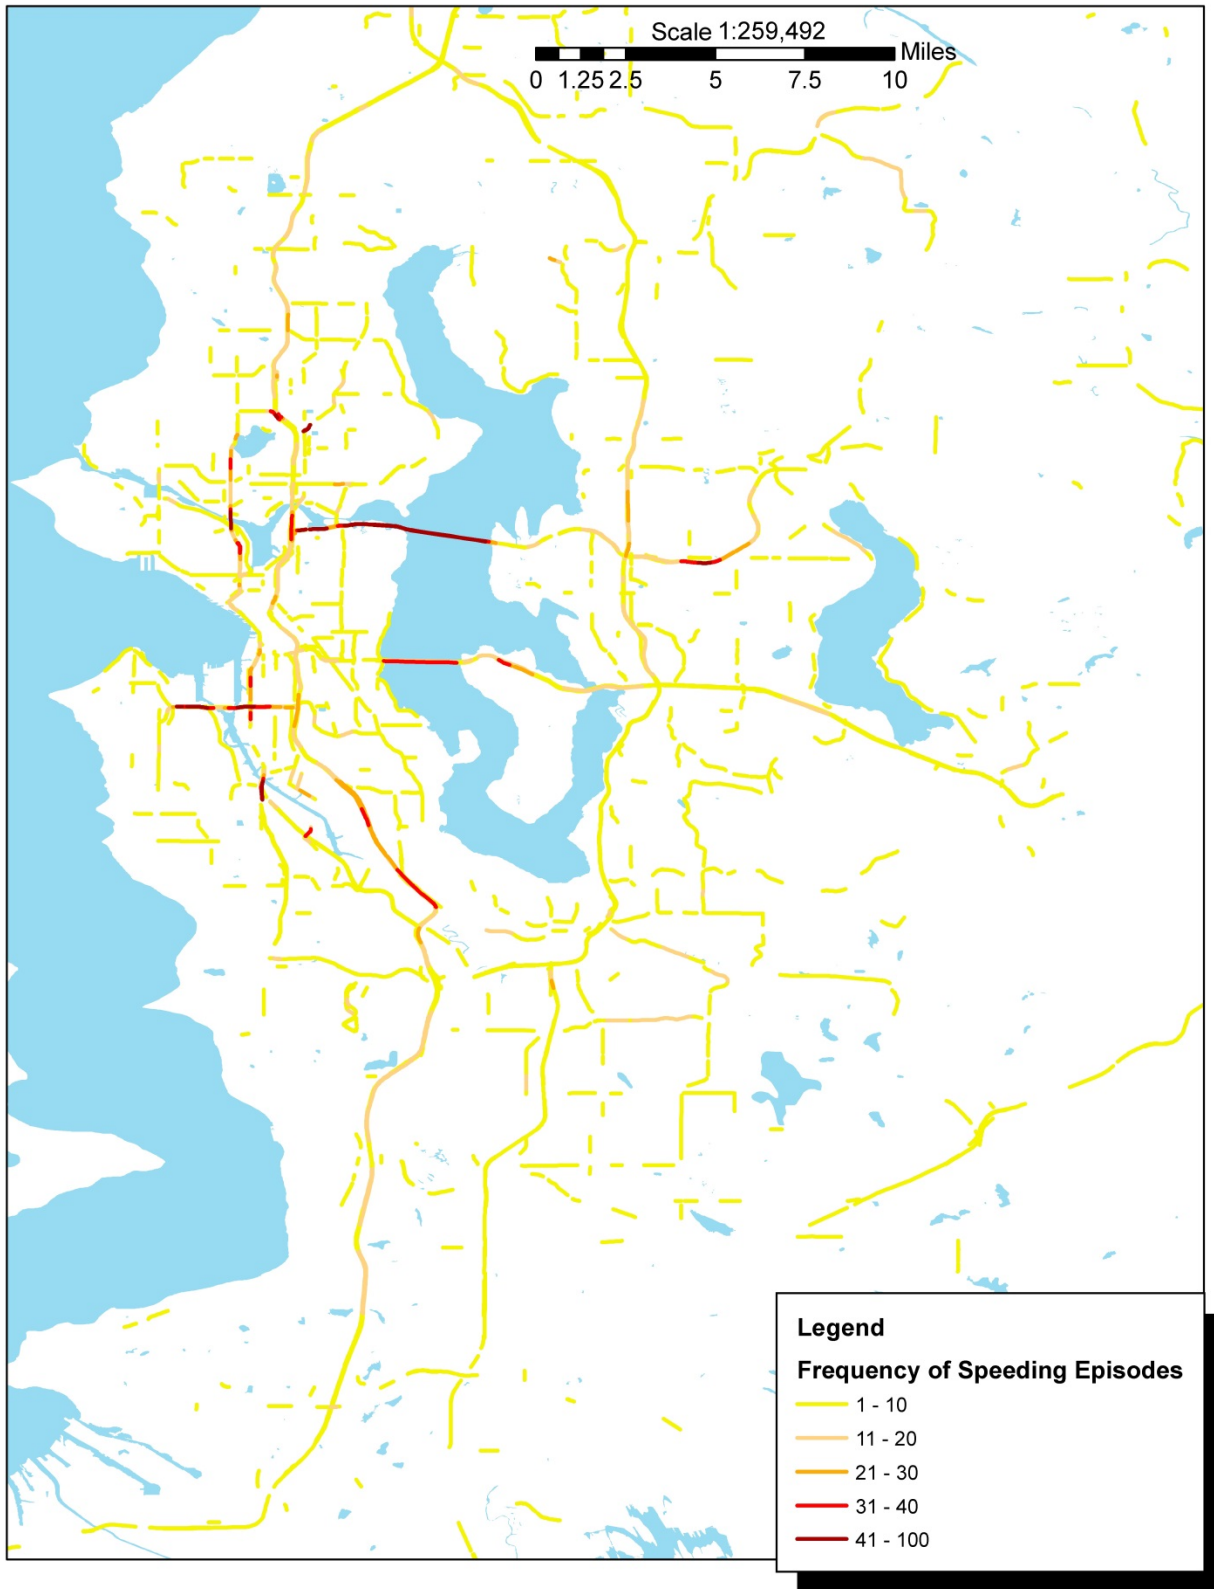 Scale 1:259,492
Miles
0 1.25 2.5 5 7.5 10
Legend
Frequency of Speeding Episodes
1 - 10
11 - 20
21 - 30
31 - 40
41 - 100